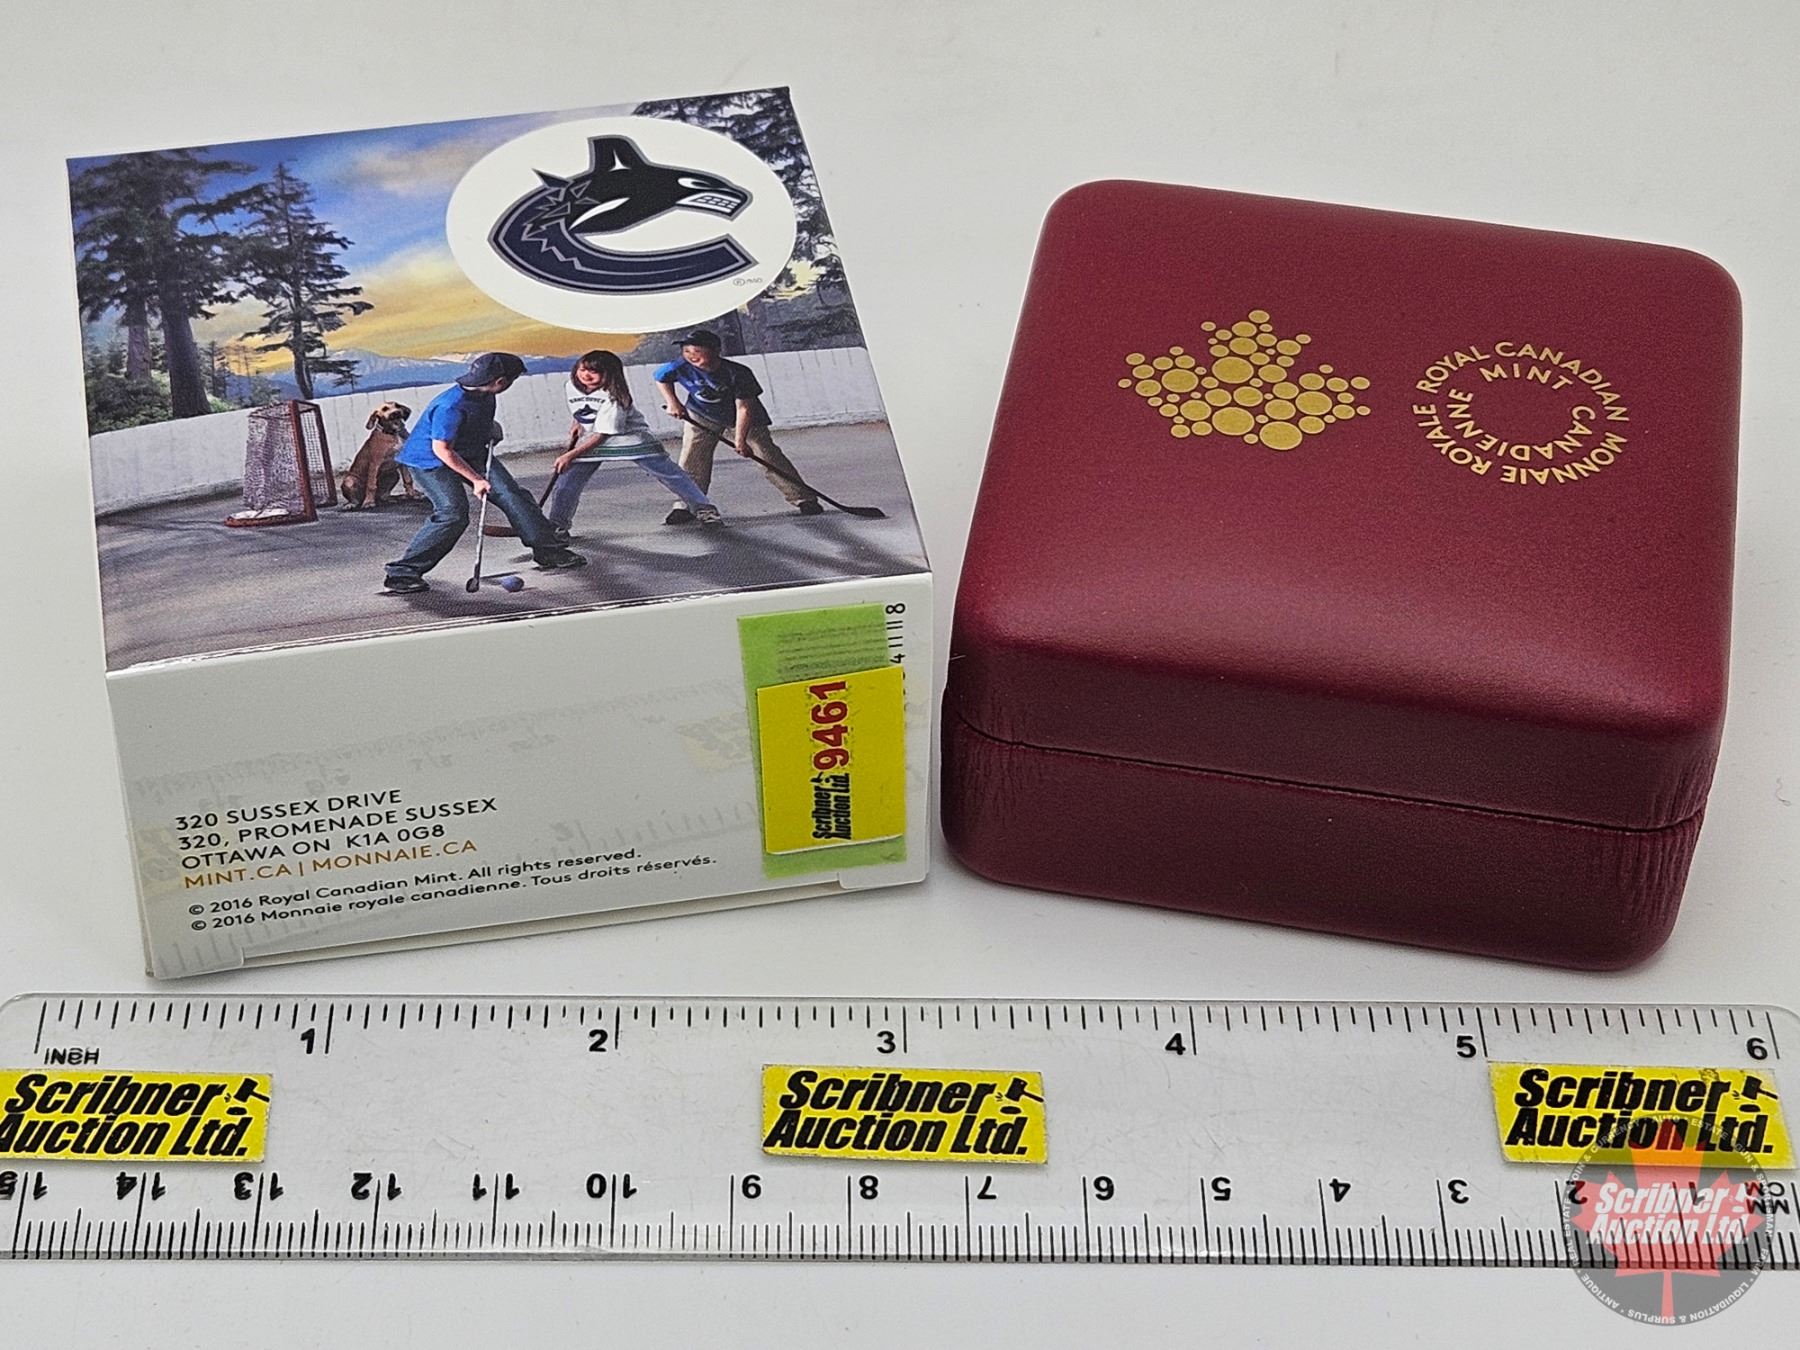 VANCOUVER
320 SUSSEX DRIVE
320, PROMENADE SUSSEX
OTTAWA ON K1A 0G8
MINT.CA | MONNAIE.CA
© 2016 Royal Canadian Mint. All rights reserved.
© 2016 Monnaie royale canadienne. Tous droits réservés.
Scribner
Auction Ltd.
9461
ROYAL CANADIAN
MINT
MONNAIE ROYALE
CANADIENNE
INCH
1 2 3 4 5 6
Scribner
Auction Ltd.
Scribner
Auction Ltd.
Scribner
Auction Ltd.
15 14 13 12 11 10 9 8 7 6 5 4 3 2 1
Scribner
Auction Ltd.